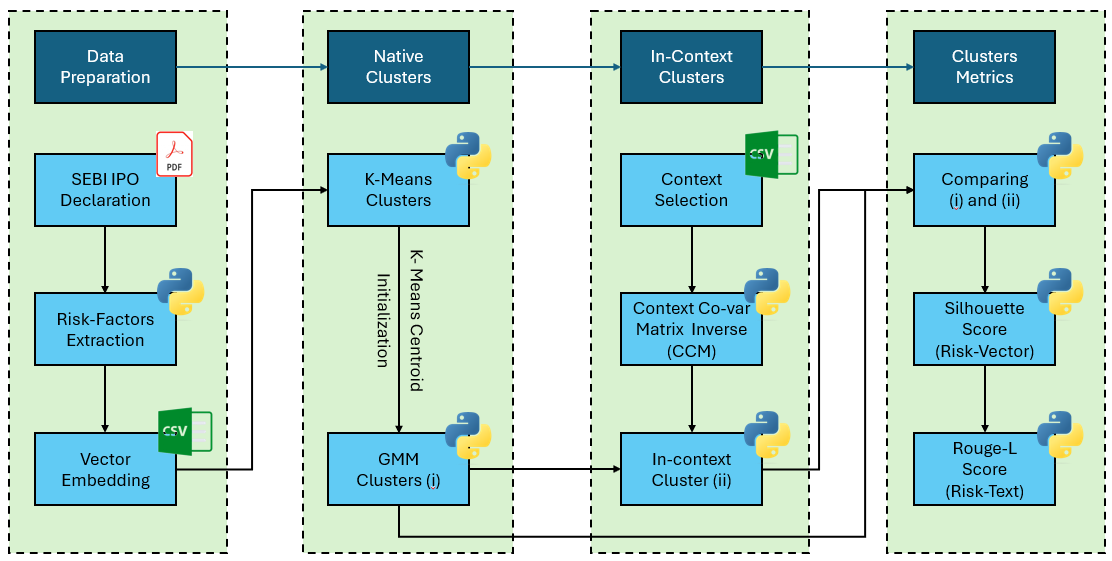 Data
Preparation
Native
Clusters
In-Context
Clusters
Clusters
Metrics
SEBI IPO
Declaration
PDF
Risk-Factors
Extraction
Vector
Embedding
CSV
K-Means
Clusters
K- Means Centroid
Initialization
GMM
Clusters (i)
Context
Selection
CSV
Context Co-var
Matrix Inverse
(CCM)
In-context
Cluster (ii)
Comparing
(i) and (ii)
Silhouette
Score
(Risk-Vector)
Rouge-L
Score
(Risk-Text)